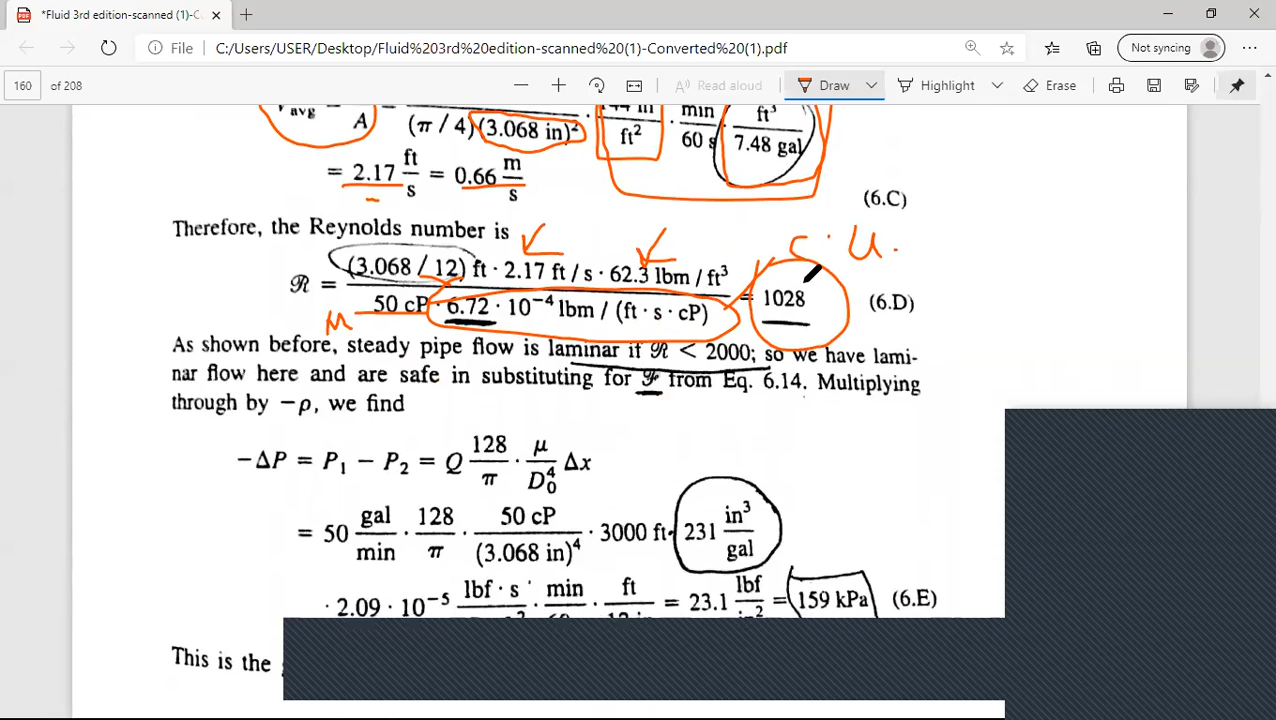 *Fluid 3rd edition-scanned (1)-Co
File C:/Users/USER/Desktop/Fluid%203rd%20edition-scanned%20(1)-Converted%20(1).pdf Not syncing
160 of 208 Read aloud Draw Highlight Erase
avg A (π / 4)(3.068 in)² ft² min 60 s ft³ 7.48 gal
= 2.17 ft/s = 0.66 m/s
(6.C)
Therefore, the Reynolds number is
C.U.
ℛ = (3.068 / 12) ft · 2.17 ft / s · 62.3 lbm / ft³ / 50 cP · 6.72 · 10⁻⁴ lbm / (ft · s · cP) = 1028 (6.D)
M
As shown before, steady pipe flow is laminar if ℛ < 2000; so we have lami-
nar flow here and are safe in substituting for ℱ from Eq. 6.14. Multiplying
through by −ρ, we find
−ΔP = P₁ − P₂ = Q 128/π · μ/D₀⁴ Δx
= 50 gal/min · 128/π · 50 cP/(3.068 in)⁴ · 3000 ft · 231 in³/gal
· 2.09 · 10⁻⁵ lbf · s · min · ft = 23.1 lbf/in² = 159 kPa (6.E)
This is the